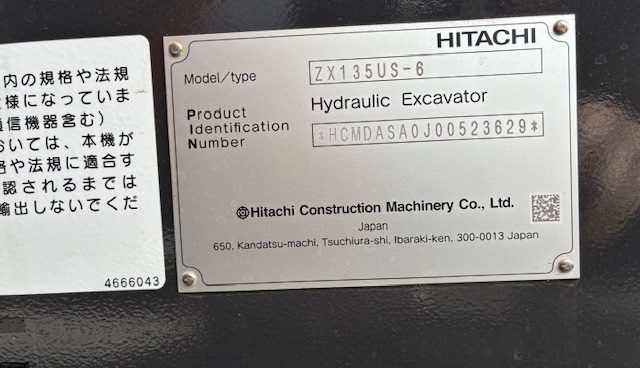 内の規格や法規
様になっていま
通信機器含む)
おいては、本機が
格や法規に適合す
認されるまでは
輸出しないでくだ
4666043
HITACHI
Model/type ZX135US-6
Hydraulic Excavator
Product
Identification
Number *HCMDASA0J00523629*
Hitachi Construction Machinery Co., Ltd.
Japan
650, Kandatsu-machi, Tsuchiura-shi, Ibaraki-ken, 300-0013 Japan